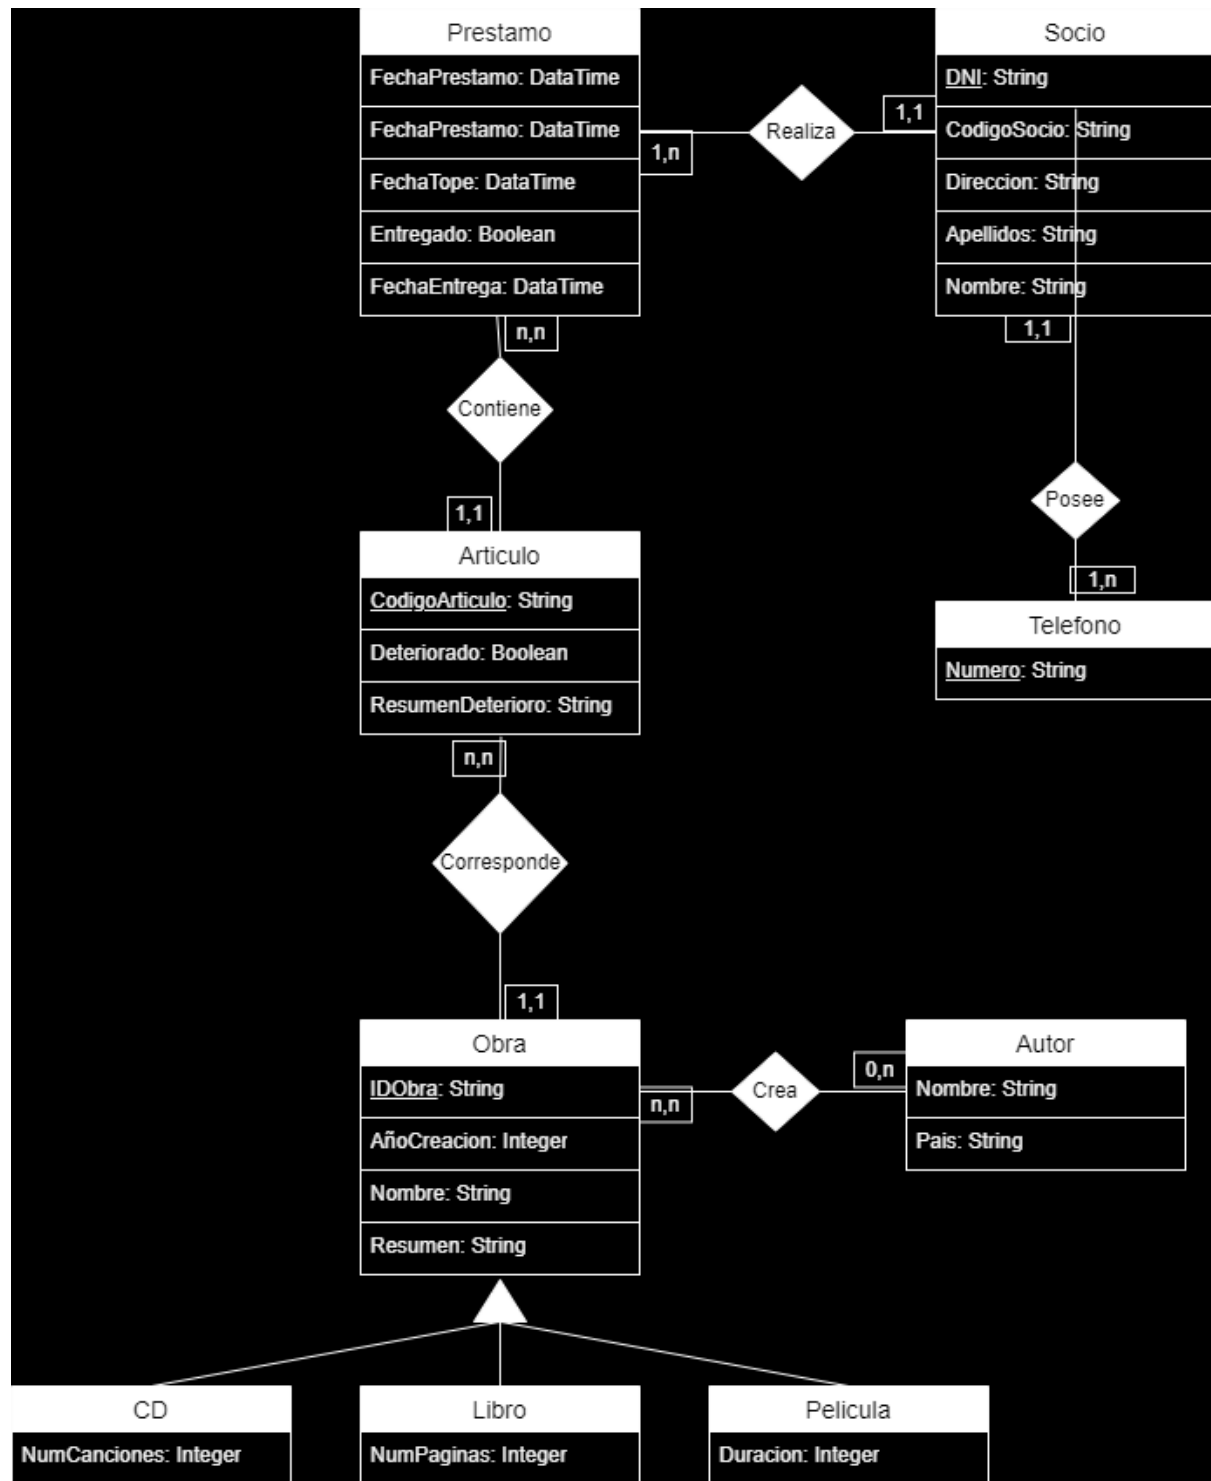 Prestamo
FechaPrestamo: DataTime
FechaPrestamo: DataTime
FechaTope: DataTime
Entregado: Boolean
FechaEntrega: DataTime
1,n
Realiza
1,1
Socio
DNI: String
CodigoSocio: String
Direccion: String
Apellidos: String
Nombre: String
1,1
n,n
Contiene
1,1
Posee
1,n
Telefono
Numero: String
Articulo
CodigoArticulo: String
Deteriorado: Boolean
ResumenDeterioro: String
n,n
Corresponde
1,1
Obra
IDObra: String
AñoCreacion: Integer
Nombre: String
Resumen: String
n,n
Crea
0,n
Autor
Nombre: String
Pais: String
CD
NumCanciones: Integer
Libro
NumPaginas: Integer
Pelicula
Duracion: Integer